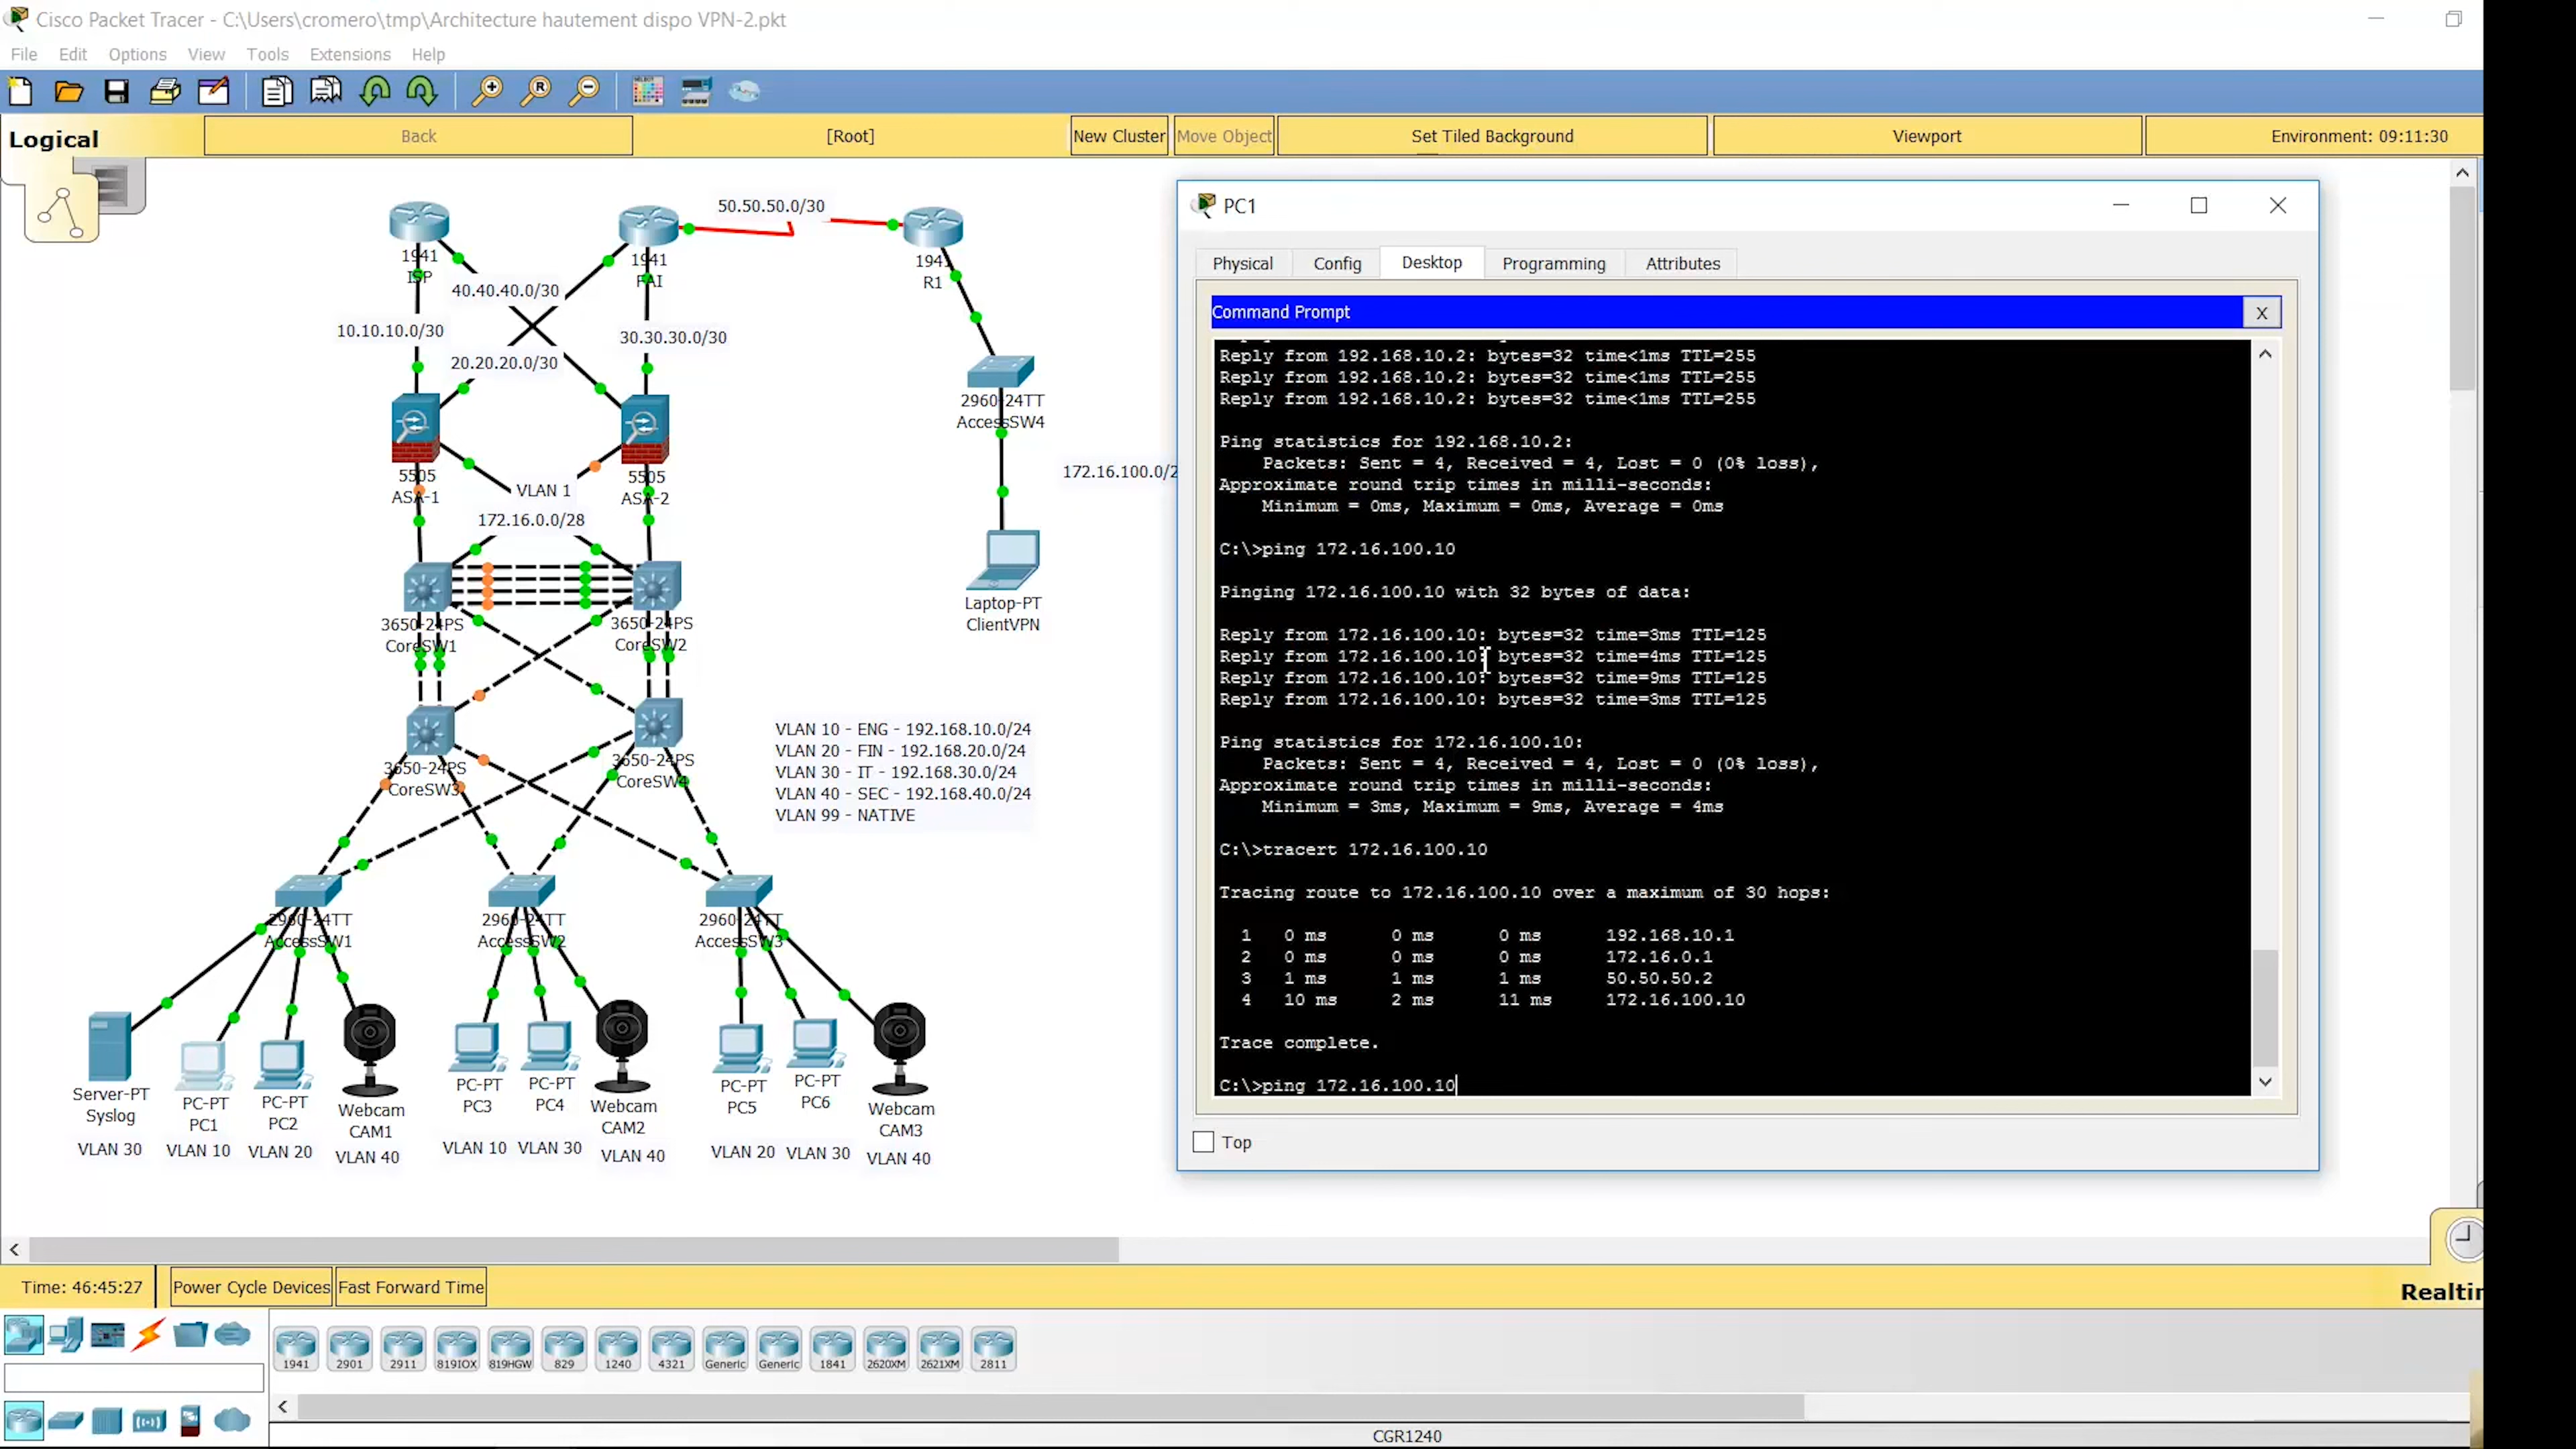 Cisco Packet Tracer - C:\Users\cromero\tmp\Architecture hautement dispo VPN-2.pkt
File Edit Options View Tools Extensions Help
Logical
Back
[Root]
New Cluster
Move Object
Set Tiled Background
Viewport
Environment: 09:11:30
50.50.50.0/30
1941
ISP
1941
FAI
1941
R1
40.40.40.0/30
10.10.10.0/30
30.30.30.0/30
20.20.20.0/30
2960-24TT
AccessSW4
5505
ASA-1
5505
ASA-2
VLAN 1
172.16.0.0/28
172.16.100.0/2
3650-24PS
CoreSW1
3650-24PS
CoreSW2
Laptop-PT
ClientVPN
3650-24PS
CoreSW3
3650-24PS
CoreSW4
VLAN 10 - ENG - 192.168.10.0/24
VLAN 20 - FIN - 192.168.20.0/24
VLAN 30 - IT - 192.168.30.0/24
VLAN 40 - SEC - 192.168.40.0/24
VLAN 99 - NATIVE
2960-24TT
AccessSW1
2960-24TT
AccessSW2
2960-24TT
AccessSW3
Server-PT
Syslog
PC-PT
PC1
PC-PT
PC2
Webcam
CAM1
PC-PT
PC3
PC-PT
PC4
Webcam
CAM2
PC-PT
PC5
PC-PT
PC6
Webcam
CAM3
VLAN 30
VLAN 10
VLAN 20
VLAN 40
VLAN 10
VLAN 30
VLAN 40
VLAN 20
VLAN 30
VLAN 40
PC1
Physical Config Desktop Programming Attributes
Command Prompt
X
Reply from 192.168.10.2: bytes=32 time<1ms TTL=255
Reply from 192.168.10.2: bytes=32 time<1ms TTL=255
Reply from 192.168.10.2: bytes=32 time<1ms TTL=255
Ping statistics for 192.168.10.2:
Packets: Sent = 4, Received = 4, Lost = 0 (0% loss),
Approximate round trip times in milli-seconds:
Minimum = 0ms, Maximum = 0ms, Average = 0ms
C:\>ping 172.16.100.10
Pinging 172.16.100.10 with 32 bytes of data:
Reply from 172.16.100.10: bytes=32 time=3ms TTL=125
Reply from 172.16.100.10: bytes=32 time=4ms TTL=125
Reply from 172.16.100.10: bytes=32 time=9ms TTL=125
Reply from 172.16.100.10: bytes=32 time=3ms TTL=125
Ping statistics for 172.16.100.10:
Packets: Sent = 4, Received = 4, Lost = 0 (0% loss),
Approximate round trip times in milli-seconds:
Minimum = 3ms, Maximum = 9ms, Average = 4ms
C:\>tracert 172.16.100.10
Tracing route to 172.16.100.10 over a maximum of 30 hops:
1 0 ms 0 ms 0 ms 192.168.10.1
2 0 ms 0 ms 0 ms 172.16.0.1
3 1 ms 1 ms 1 ms 50.50.50.2
4 10 ms 2 ms 11 ms 172.16.100.10
Trace complete.
C:\>ping 172.16.100.10
Top
Time: 46:45:27
Power Cycle Devices
Fast Forward Time
Realtim
1941 2901 2911 819IOX 819HGW 829 1240 4321 Generic Generic 1841 2620XM 2621XM 2811
CGR1240